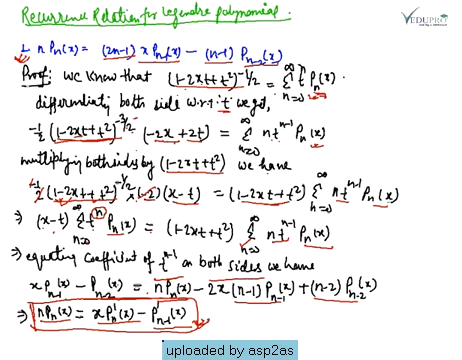 Recurrence Relation for Legendre polynomial.
VEDUPRO
1 n Pₙ(x) = (2n-1) x Pₙ₋₁(x) - (n-1) Pₙ₋₂(x)
Proof: we know that (1-2xt+t²)^-1/2 = Σ_{n=0}^∞ tⁿ Pₙ(x).
differentiating both side w.r.t. 't' we get,
-1/2 (1-2xt+t²)^-3/2 (-2x+2t) = Σ_{n=0}^∞ n t^{n-1} Pₙ(x)
multiplying both sides by (1-2xt+t²) we have
-1/2 (1-2xt+t²)^-1/2 × (-2)(x-t) = (1-2xt+t²) Σ_{n=0}^∞ n t^{n-1} Pₙ(x)
⇒ (x-t) Σ_{n=0}^∞ tⁿ Pₙ(x) = (1-2xt+t²) Σ_{n=0}^∞ n t^{n-1} Pₙ(x)
⇒ equating coefficient of t^{n-1} on both sides we have
x Pₙ₋₁(x) - Pₙ₋₂(x) = n Pₙ(x) - 2x (n-1) Pₙ₋₁(x) + (n-2) Pₙ₋₂(x)
⇒ n Pₙ(x) = x P'ₙ(x) - P'ₙ₋₁(x)
uploaded by asp2as